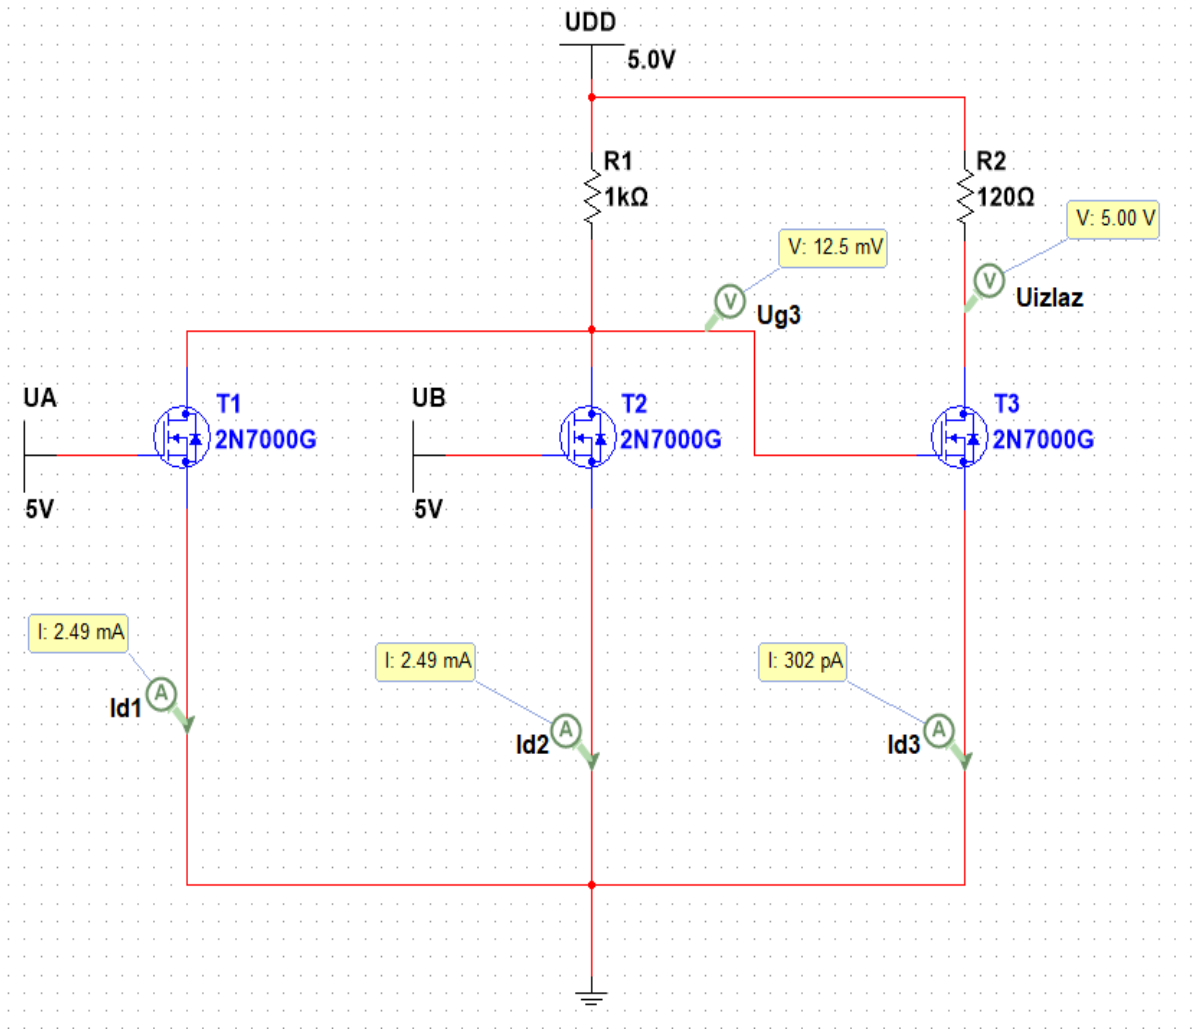 UDD
5.0V
R1
1kΩ
R2
120Ω
V: 5.00 V
V: 12.5 mV
Uizlaz
Ug3
UA
T1
2N7000G
5V
UB
T2
2N7000G
5V
T3
2N7000G
I: 2.49 mA
A
Id1
I: 2.49 mA
A
Id2
I: 302 pA
A
Id3
V
V